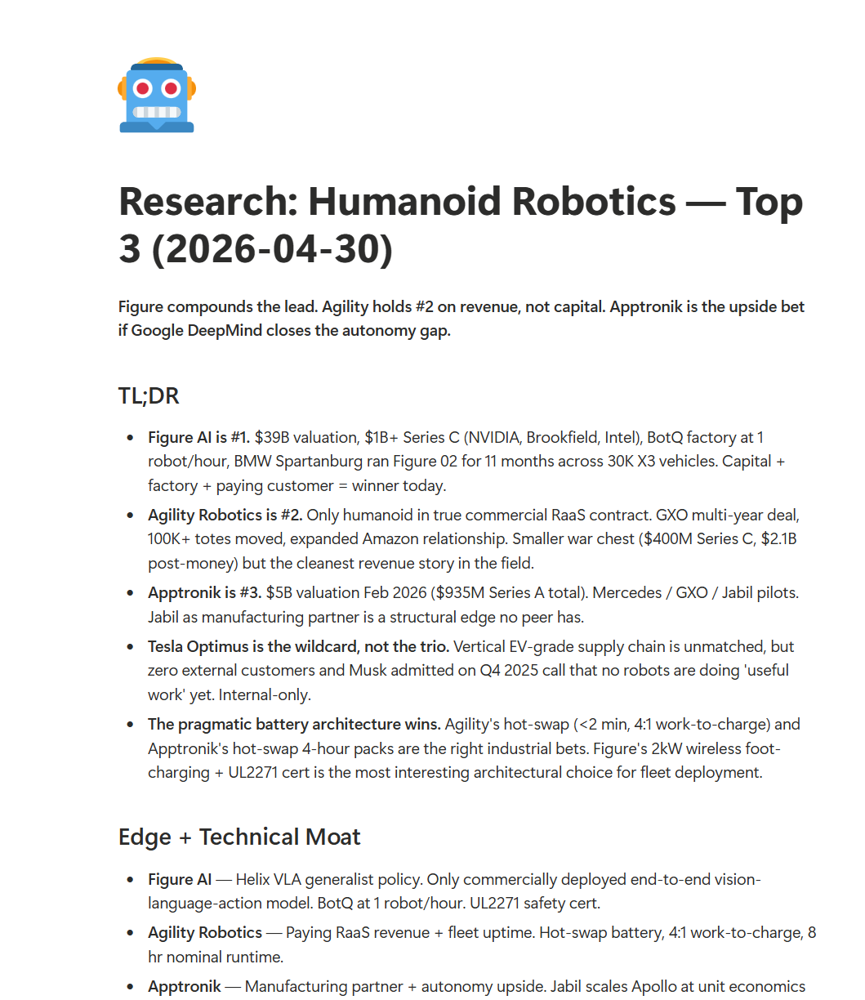 Research: Humanoid Robotics — Top
3 (2026-04-30)
Figure compounds the lead. Agility holds #2 on revenue, not capital. Apptronik is the upside bet
if Google DeepMind closes the autonomy gap.
TL;DR
• Figure AI is #1. $39B valuation, $1B+ Series C (NVIDIA, Brookfield, Intel), BotQ factory at 1
robot/hour, BMW Spartanburg ran Figure 02 for 11 months across 30K X3 vehicles. Capital +
factory + paying customer = winner today.
• Agility Robotics is #2. Only humanoid in true commercial RaaS contract. GXO multi-year deal,
100K+ totes moved, expanded Amazon relationship. Smaller war chest ($400M Series C, $2.1B
post-money) but the cleanest revenue story in the field.
• Apptronik is #3. $5B valuation Feb 2026 ($935M Series A total). Mercedes / GXO / Jabil pilots.
Jabil as manufacturing partner is a structural edge no peer has.
• Tesla Optimus is the wildcard, not the trio. Vertical EV-grade supply chain is unmatched, but
zero external customers and Musk admitted on Q4 2025 call that no robots are doing 'useful
work' yet. Internal-only.
• The pragmatic battery architecture wins. Agility's hot-swap (<2 min, 4:1 work-to-charge) and
Apptronik's hot-swap 4-hour packs are the right industrial bets. Figure's 2kW wireless foot-
charging + UL2271 cert is the most interesting architectural choice for fleet deployment.
Edge + Technical Moat
• Figure AI — Helix VLA generalist policy. Only commercially deployed end-to-end vision-
language-action model. BotQ at 1 robot/hour. UL2271 safety cert.
• Agility Robotics — Paying RaaS revenue + fleet uptime. Hot-swap battery, 4:1 work-to-charge, 8
hr nominal runtime.
• Apptronik — Manufacturing partner + autonomy upside. Jabil scales Apollo at unit economics